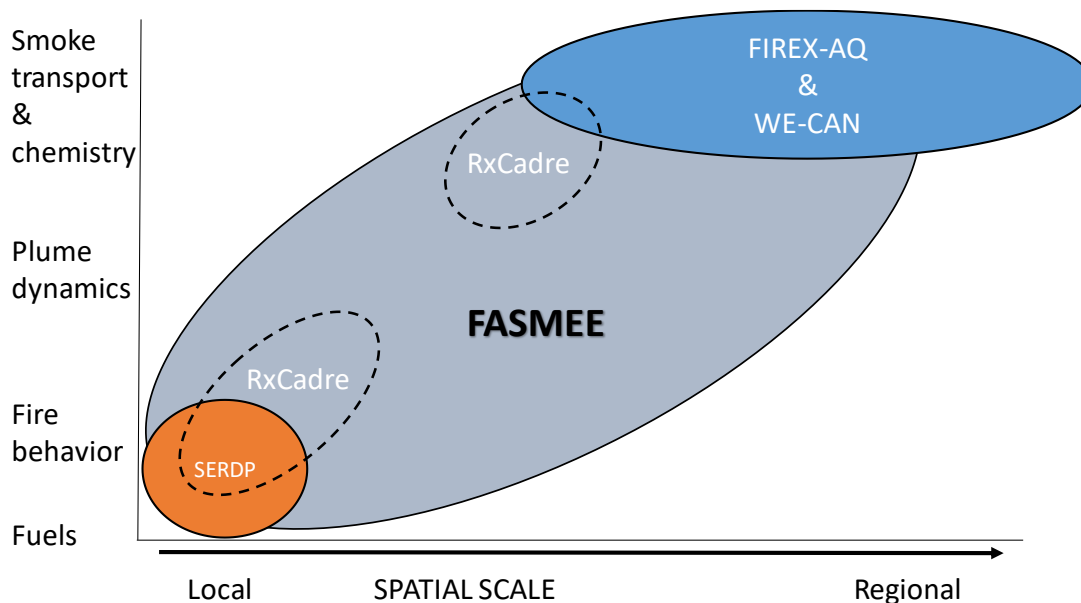 Smoke
transport
&
chemistry
Plume
dynamics
Fire
behavior
Fuels
FIREX-AQ
&
WE-CAN
RxCadre
FASMEE
RxCadre
SERDP
Local
SPATIAL SCALE
Regional